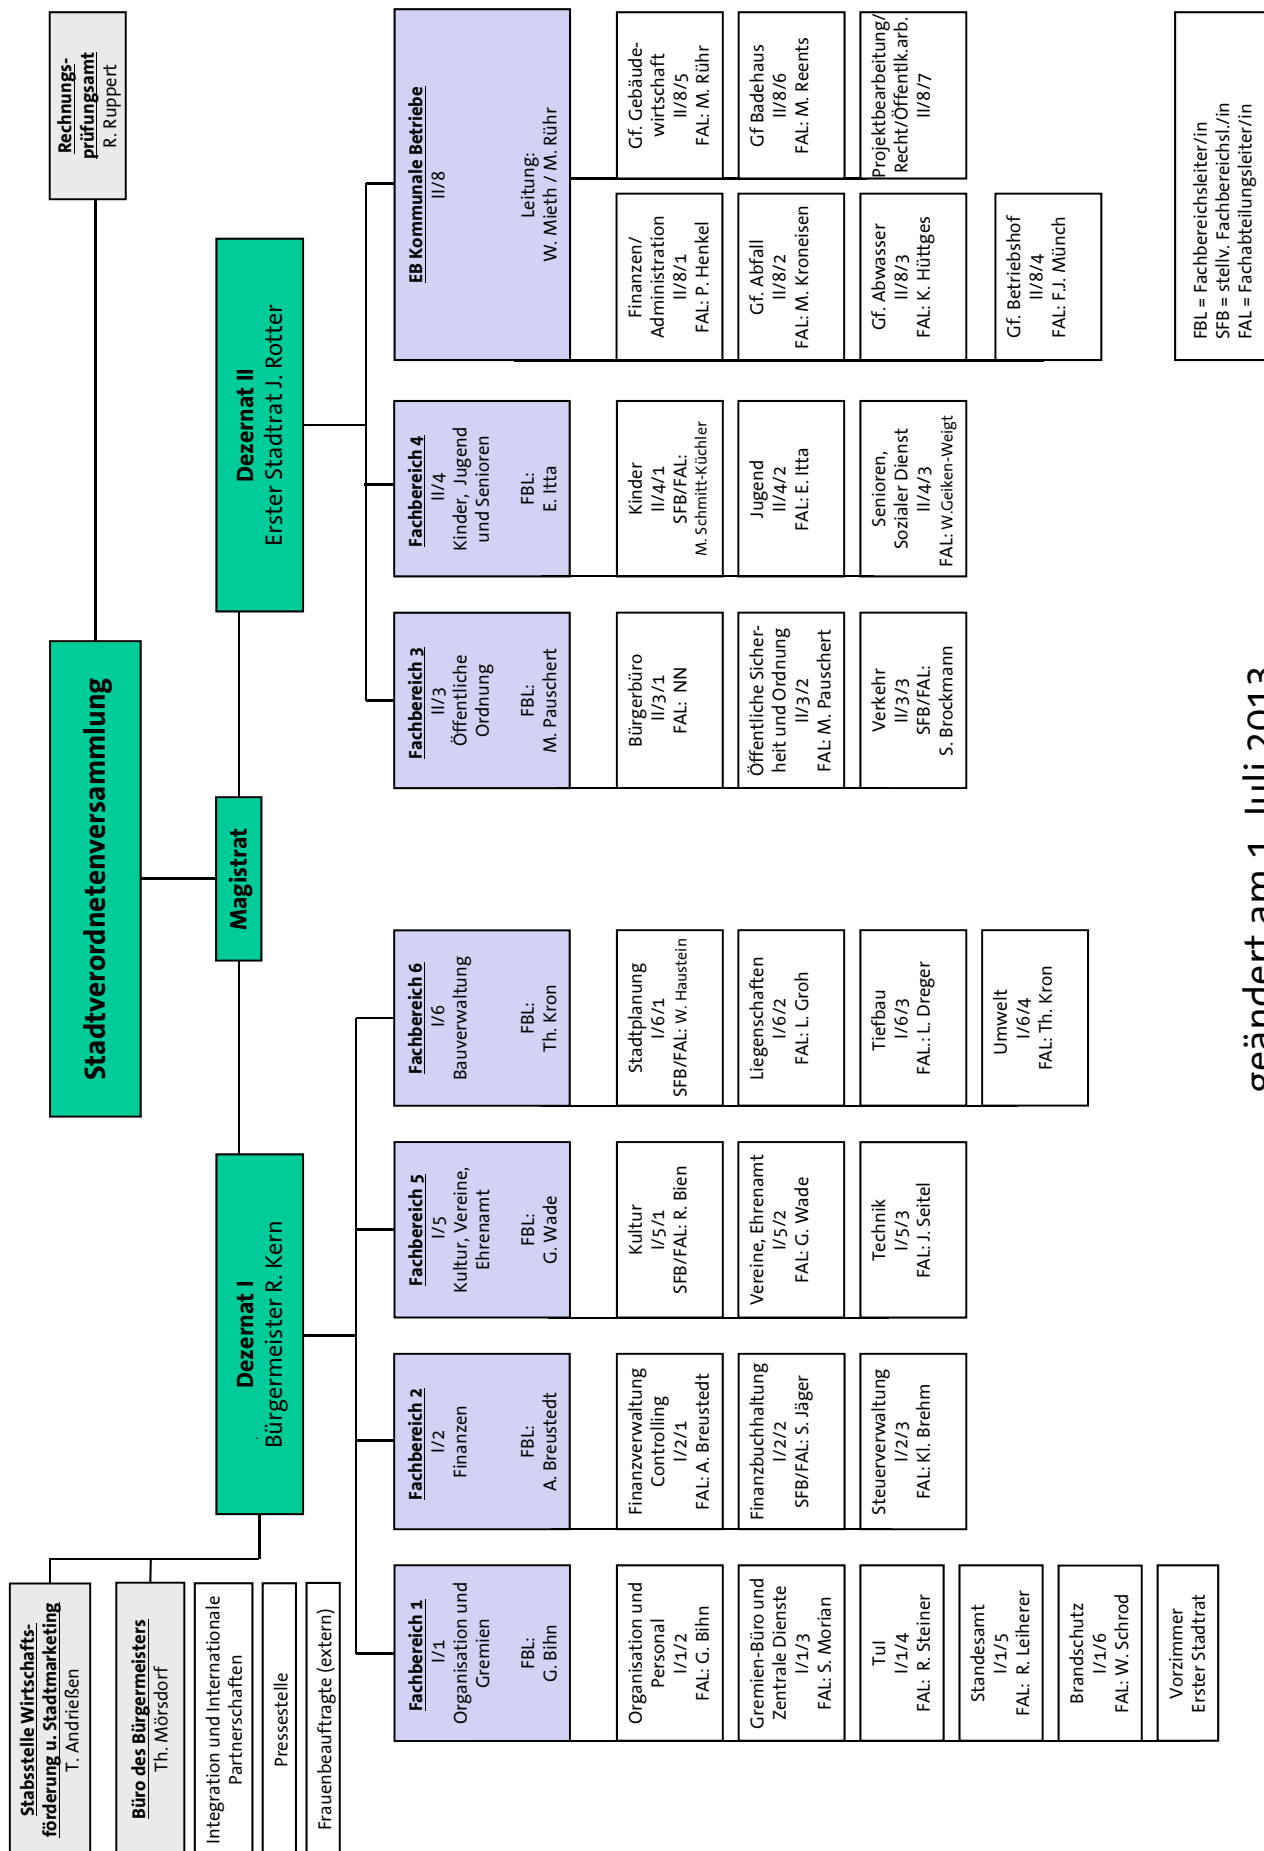 Stadtverordnetenversammlung
Rechnungs-
prüfungsamt
R. Ruppert
Magistrat
Stabsstelle Wirtschafts-
förderung u. Stadtmarketing
T. Andrießen
Büro des Bürgermeisters
Th. Mörsdorf
Integration und Internationale
Partnerschaften
Pressestelle
Frauenbeauftragte (extern)
Dezernat I
Bürgermeister R. Kern
Dezernat II
Erster Stadtrat J. Rotter
Fachbereich 1
I/1
Organisation und
Gremien
FBL:
G. Bihn
Organisation und
Personal
I/1/2
FAL: G. Bihn
Gremien-Büro und
Zentrale Dienste
I/1/3
FAL: S. Morian
TuI
I/1/4
FAL: R. Steiner
Standesamt
I/1/5
FAL: R. Leiherer
Brandschutz
I/1/6
FAL: W. Schrod
Vorzimmer
Erster Stadtrat
Fachbereich 2
I/2
Finanzen
FBL:
A. Breustedt
Finanzverwaltung
Controlling
I/2/1
FAL: A. Breustedt
Finanzbuchhaltung
I/2/2
SFB/FAL: S. Jäger
Steuerverwaltung
I/2/3
FAL: Kl. Brehm
Fachbereich 5
I/5
Kultur, Vereine,
Ehrenamt
FBL:
G. Wade
Kultur
I/5/1
SFB/FAL: R. Bien
Vereine, Ehrenamt
I/5/2
FAL: G. Wade
Technik
I/5/3
FAL: J. Seitel
Fachbereich 6
I/6
Bauverwaltung
FBL:
Th. Kron
Stadtplanung
I/6/1
SFB/FAL: W. Haustein
Liegenschaften
I/6/2
FAL: L. Groh
Tiefbau
I/6/3
FAL.: L. Dreger
Umwelt
I/6/4
FAL: Th. Kron
Fachbereich 3
II/3
Öffentliche
Ordnung
FBL:
M. Pauschert
Bürgerbüro
II/3/1
FAL: NN
Öffentliche Sicher-
heit und Ordnung
II/3/2
FAL: M. Pauschert
Verkehr
II/3/3
SFB/FAL:
S. Brockmann
Fachbereich 4
II/4
Kinder, Jugend
und Senioren
FBL:
E. Itta
Kinder
II/4/1
SFB/FAL:
M. Schmitt-Küchler
Jugend
II/4/2
FAL: E. Itta
Senioren,
Sozialer Dienst
II/4/3
FAL: W.Geiken-Weigt
EB Kommunale Betriebe
II/8
Leitung:
W. Mieth / M. Rühr
Finanzen/
Administration
II/8/1
FAL: P. Henkel
Gf. Abfall
II/8/2
FAL: M. Kroneisen
Gf. Abwasser
II/8/3
FAL: K. Hüttges
Gf. Betriebshof
II/8/4
FAL: F.J. Münch
Gf. Gebäude-
wirtschaft
II/8/5
FAL: M. Rühr
Gf Badehaus
II/8/6
FAL: M. Reents
Projektbearbeitung/
Recht/Öffentlk.arb.
II/8/7
FBL = Fachbereichsleiter/in
SFB = stellv. Fachbereichsl./in
FAL = Fachabteilungsleiter/in
geändert am 1. Juli 2013